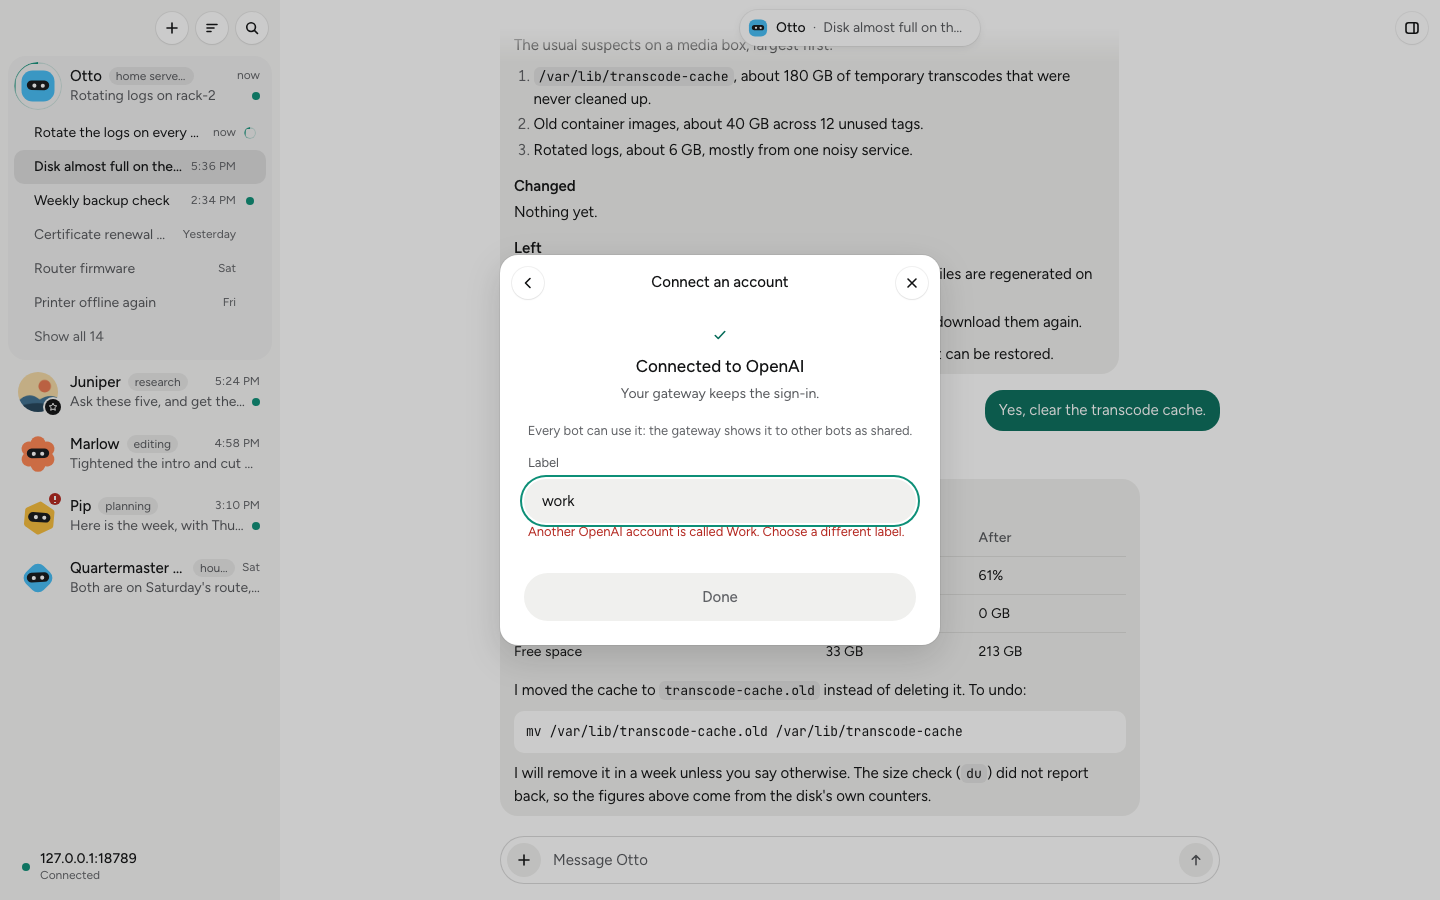 Otto
home serve...
now
Rotating logs on rack-2
Rotate the logs on every ...
now
Disk almost full on the...
5:36 PM
Weekly backup check
2:34 PM
Certificate renewal ...
Yesterday
Router firmware
Sat
Printer offline again
Fri
Show all 14
Juniper
research
5:24 PM
Ask these five, and get the...
Marlow
editing
4:58 PM
Tightened the intro and cut ...
Pip
planning
3:10 PM
Here is the week, with Thu...
Quartermaster ...
hou...
Sat
Both are on Saturday's route,...
127.0.0.1:18789
Connected
Otto · Disk almost full on th...
The usual suspects on a media box, largest first:
1. /var/lib/transcode-cache, about 180 GB of temporary transcodes that were
never cleaned up.
2. Old container images, about 40 GB across 12 unused tags.
3. Rotated logs, about 6 GB, mostly from one noisy service.
Changed
Nothing yet.
Left
are regenerated on
download them again.
can be restored.
Yes, clear the transcode cache.
Connect an account
Connected to OpenAI
Your gateway keeps the sign-in.
Every bot can use it: the gateway shows it to other bots as shared.
Label
work
Another OpenAI account is called Work. Choose a different label.
Done
After
61%
0 GB
Free space
33 GB
213 GB
I moved the cache to transcode-cache.old instead of deleting it. To undo:
mv /var/lib/transcode-cache.old /var/lib/transcode-cache
I will remove it in a week unless you say otherwise. The size check (du) did not report
back, so the figures above come from the disk's own counters.
Message Otto